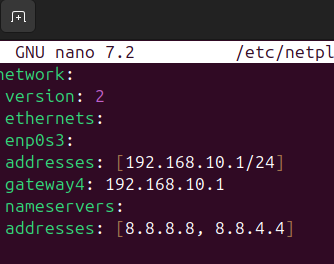 GNU nano 7.2 /etc/netpl
network:
version: 2
ethernets:
enp0s3:
addresses: [192.168.10.1/24]
gateway4: 192.168.10.1
nameservers:
addresses: [8.8.8.8, 8.8.4.4]